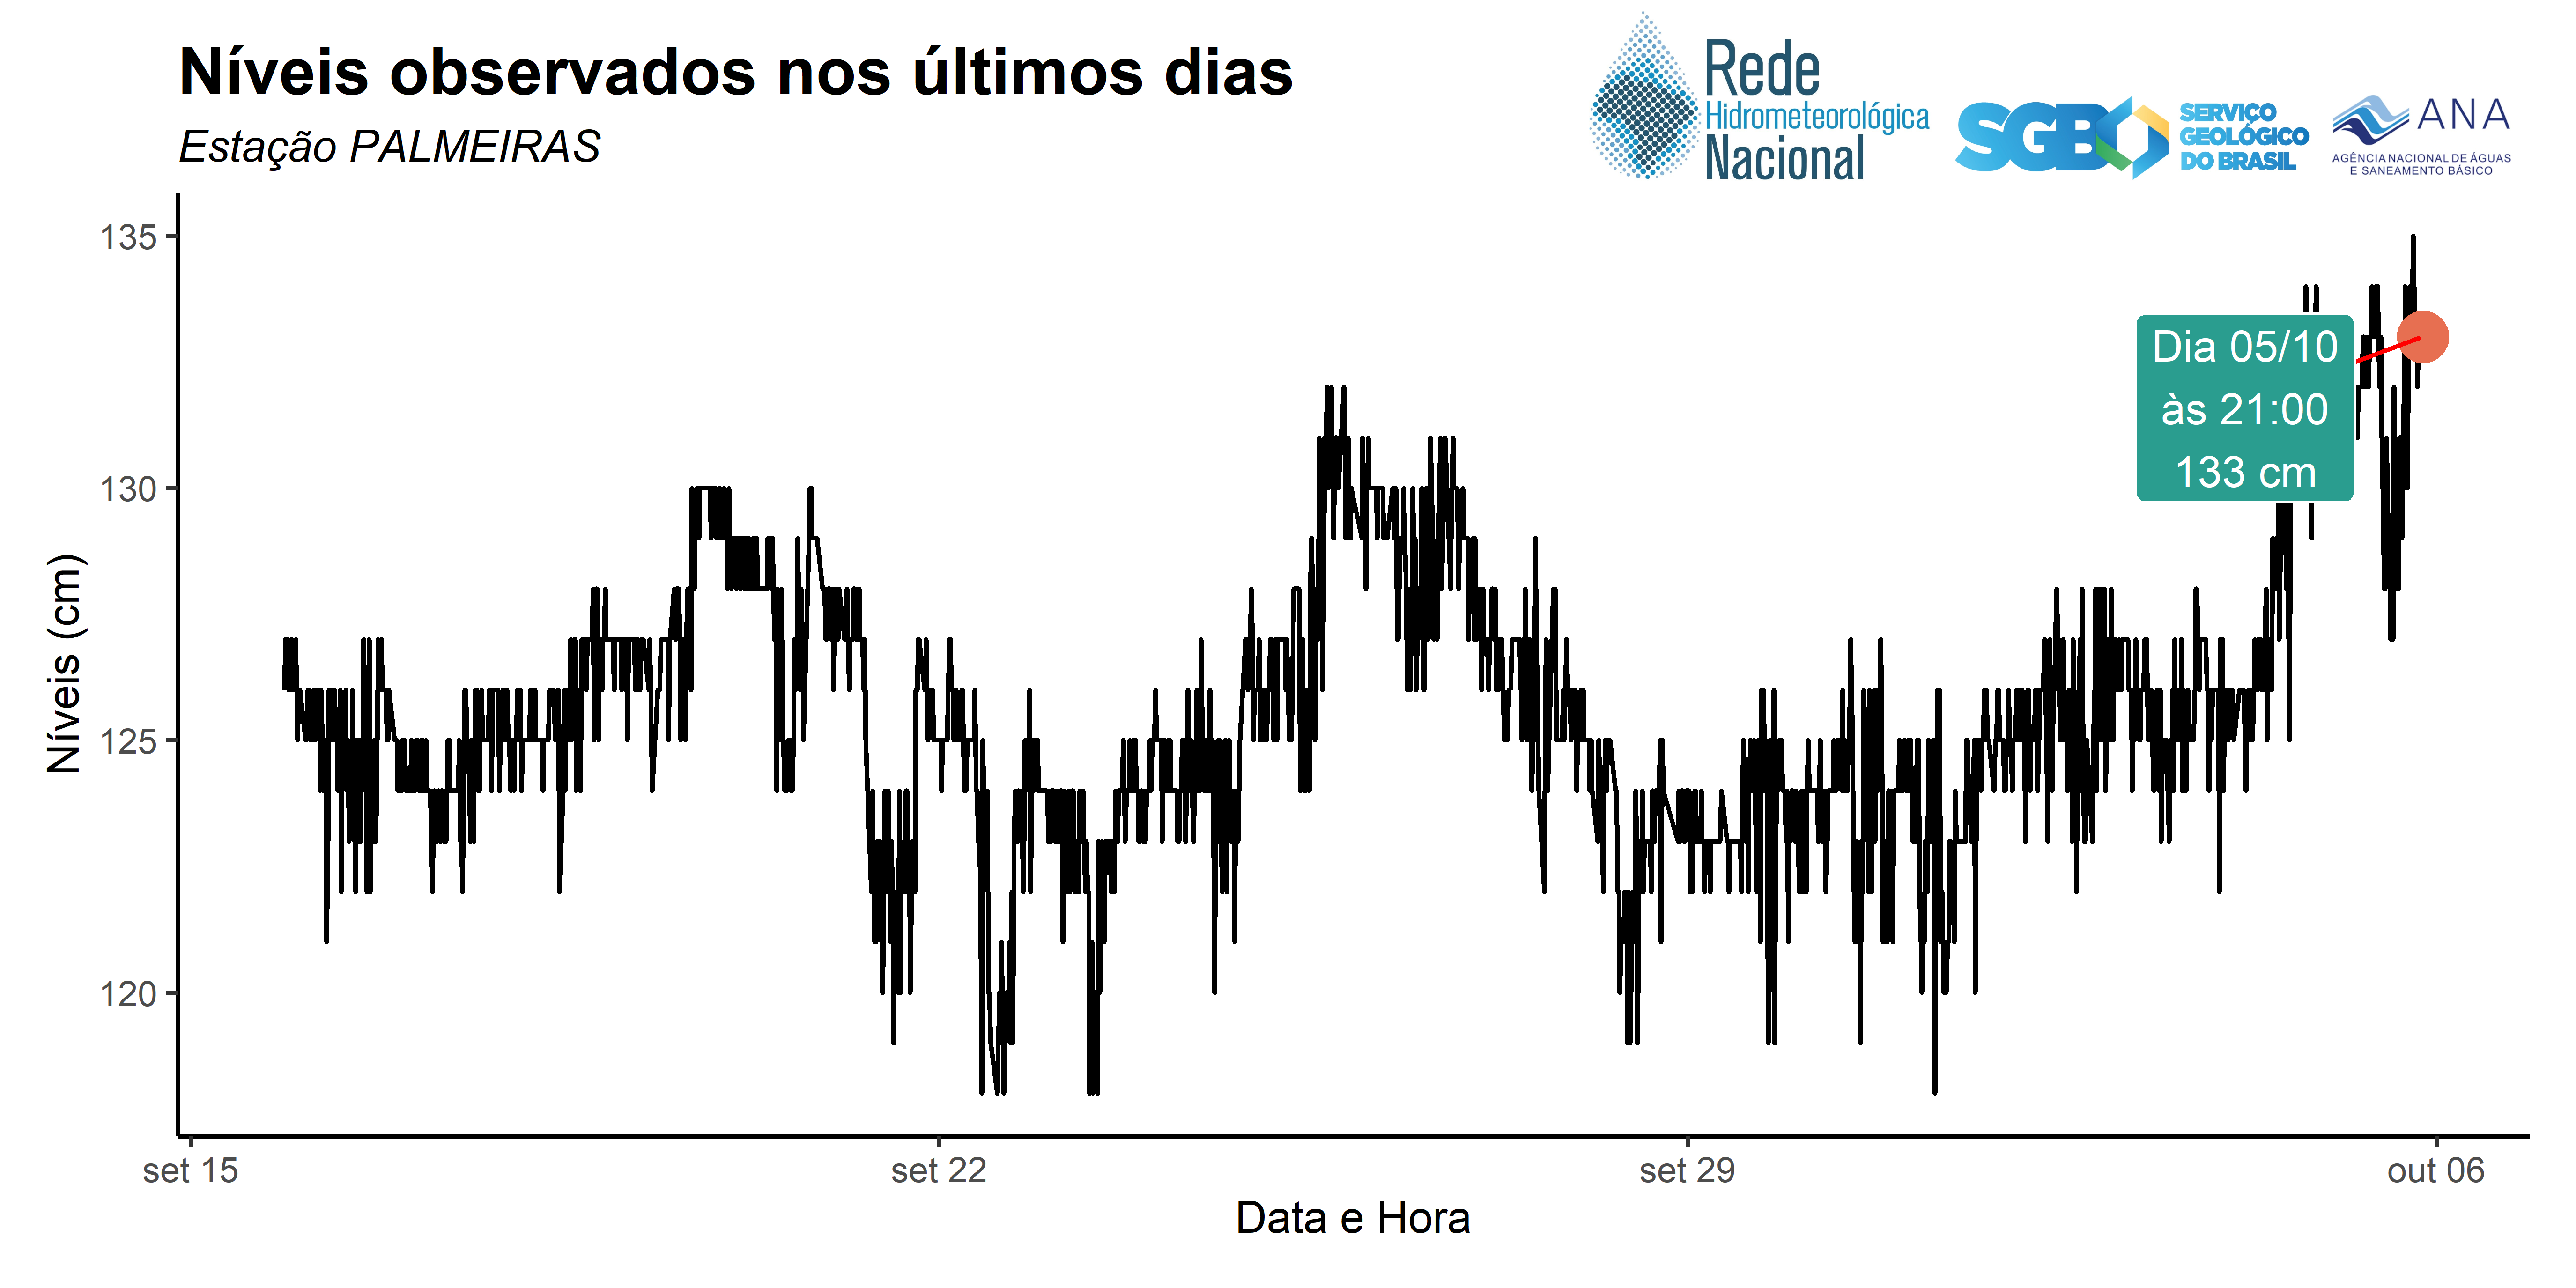 Níveis observados nos últimos dias
Estação PALMEIRAS
Rede
Hidrometeorológica
Nacional
SGB
SERVIÇO
GEOLÓGICO
DO BRASIL
ANA
AGÊNCIA NACIONAL DE ÁGUAS
E SANEAMENTO BÁSICO
135
130
125
120
Níveis (cm)
Dia 05/10
às 21:00
133 cm
set 15
set 22
set 29
out 06
Data e Hora